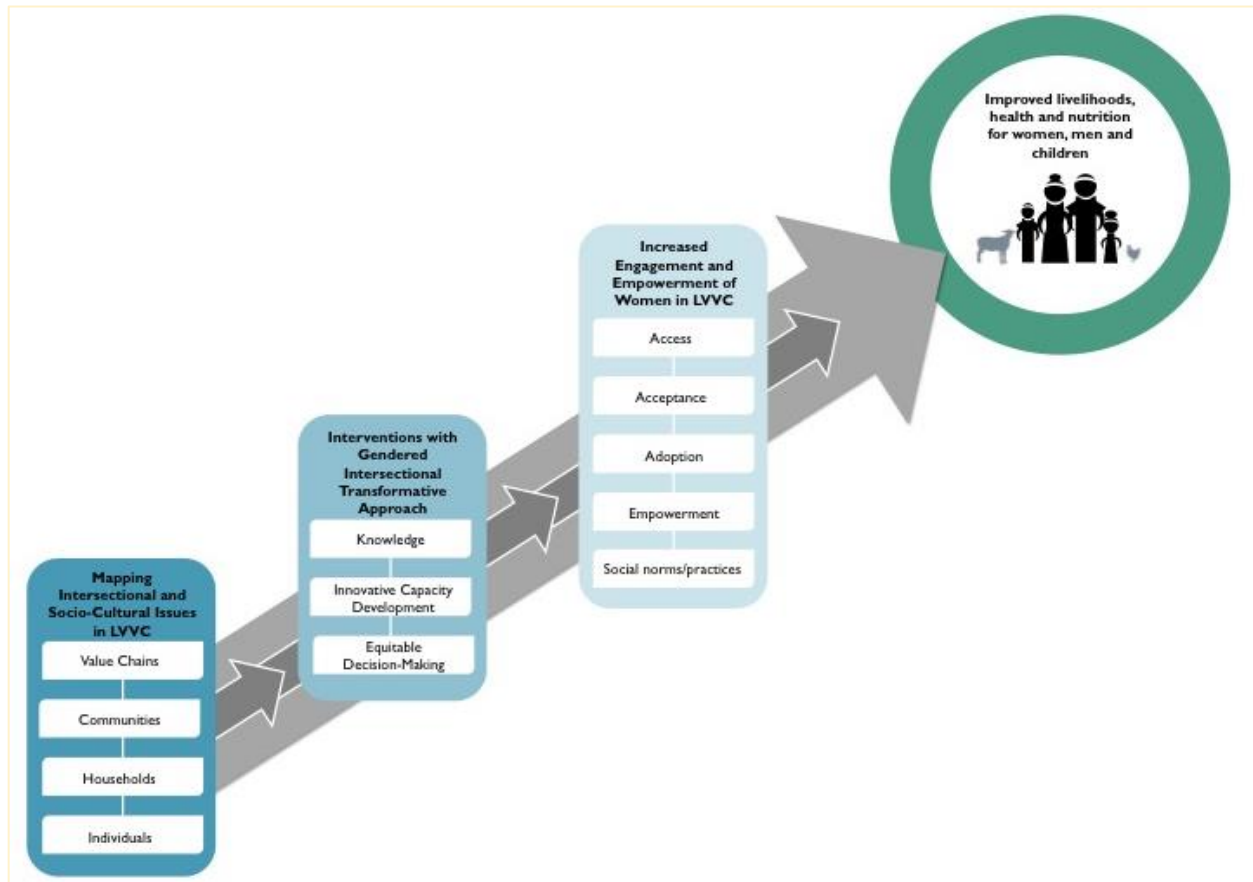 Mapping
Intersectional and
Socio-Cultural Issues
in LVVC
Value Chains
Communities
Households
Individuals
Interventions with
Gendered
Intersectional
Transformative
Approach
Knowledge
Innovative Capacity
Development
Equitable
Decision-Making
Increased
Engagement and
Empowerment of
Women in LVVC
Access
Acceptance
Adoption
Empowerment
Social norms/practices
Improved livelihoods,
health and nutrition
for women, men and
children